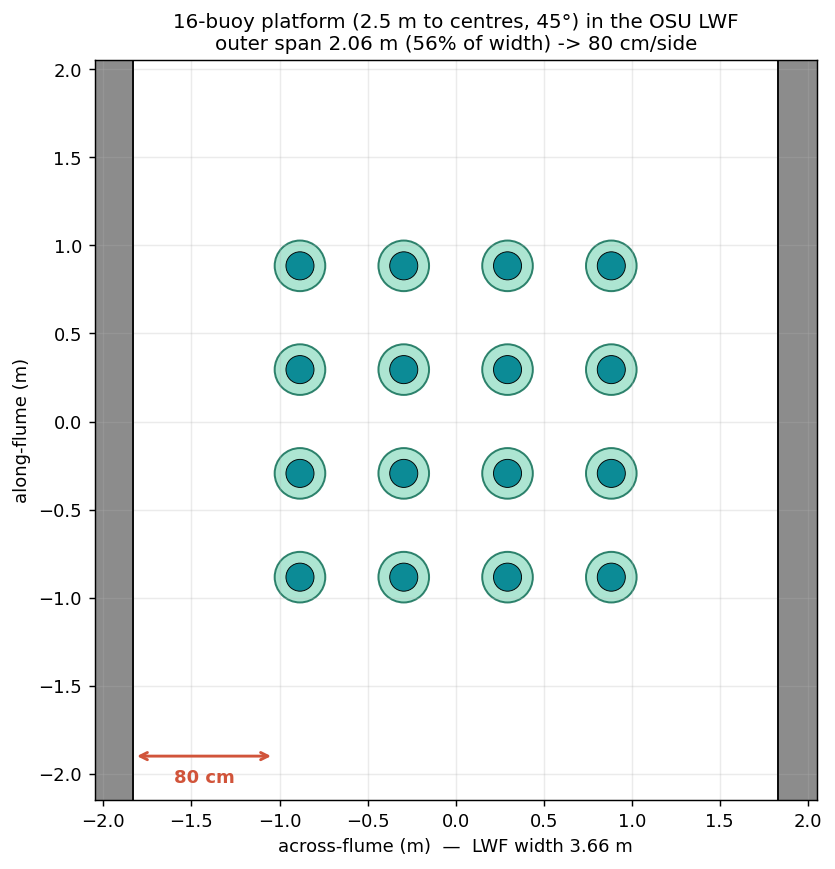 16-buoy platform (2.5 m to centres, 45°) in the OSU LWF
outer span 2.06 m (56% of width) -> 80 cm/side
along-flume (m)
2.0
1.5
1.0
0.5
0.0
−0.5
−1.0
−1.5
−2.0
80 cm
−2.0 −1.5 −1.0 −0.5 0.0 0.5 1.0 1.5 2.0
across-flume (m) — LWF width 3.66 m